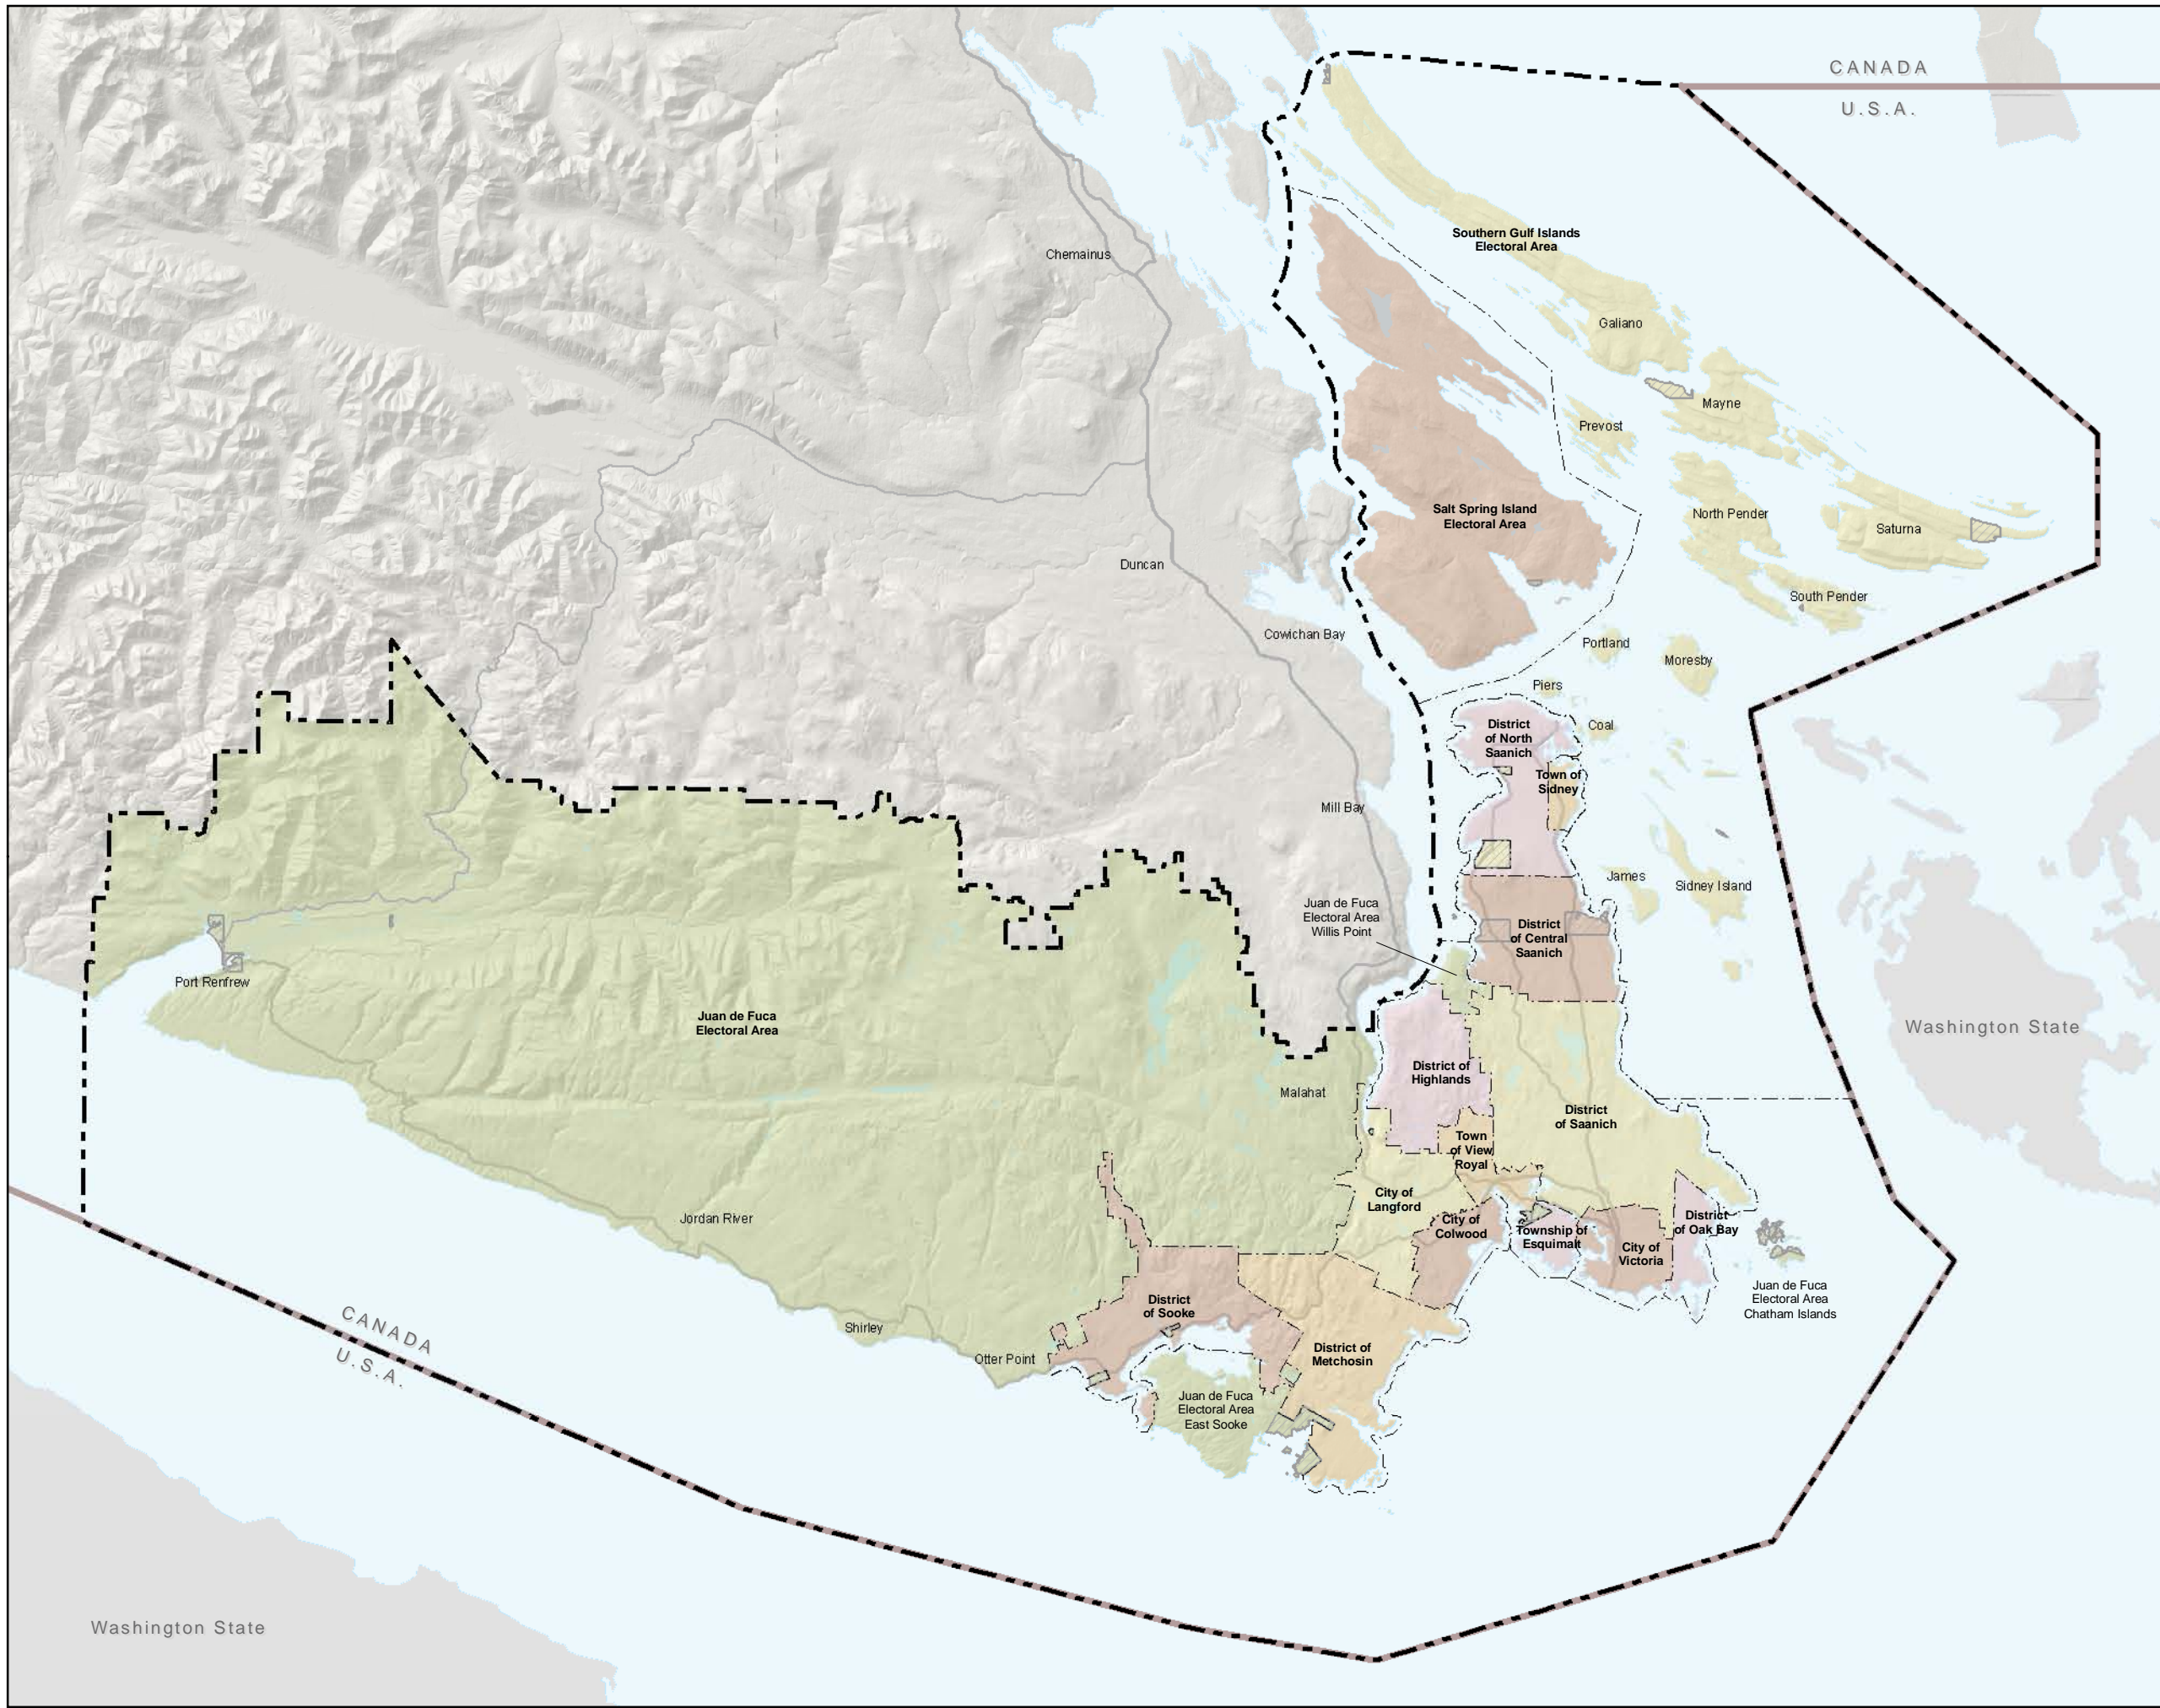 CANADA
U.S.A.
Chemainus
Southern Gulf Islands
Electoral Area
Galiano
Mayne
Prevost
Salt Spring Island
Electoral Area
North Pender
Saturna
Duncan
South Pender
Cowichan Bay
Portland
Moresby
Piers
District
of North
Saanich
Coal
Town of
Sidney
Mill Bay
James
Sidney Island
Juan de Fuca
Electoral Area
Willis Point
District
of Central
Saanich
Port Renfrew
Juan de Fuca
Electoral Area
Washington State
District of
Highlands
Malahat
District
of Saanich
Town
of View
Royal
City of
Langford
Jordan River
City of
Colwood
Township of
Esquimalt
City of
Victoria
District
of Oak Bay
Juan de Fuca
Electoral Area
Chatham Islands
District
of Sooke
CANADA
U.S.A.
Shirley
Otter Point
District of
Metchosin
Juan de Fuca
Electoral Area
East Sooke
Washington State